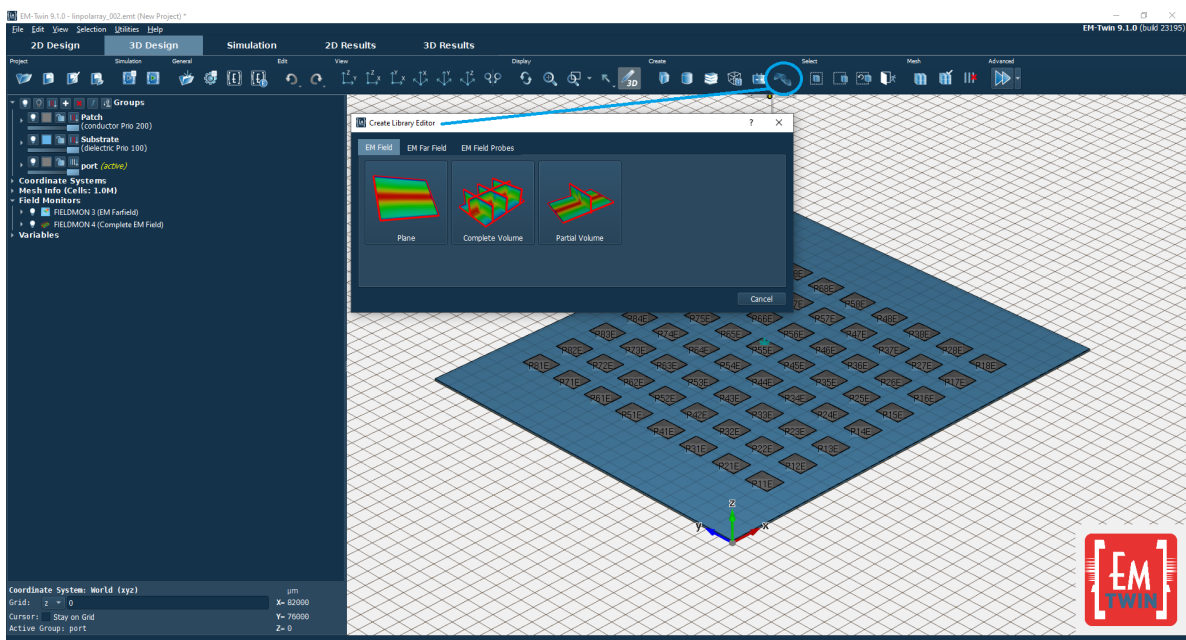 EM-Twin 9.1.0 - linpolarray_002.emt (New Project) *
File Edit View Selection Utilities Help
EM-Twin 9.1.0 (build 23195)
2D Design 3D Design Simulation 2D Results 3D Results
Project Simulation General Edit View Display Create Select Mesh Advanced
3D
Groups
Patch
(conductor Prio 200)
Substrate
(dielectric Prio 100)
port (active)
Coordinate Systems
Mesh Info (Cells: 1.0M)
Field Monitors
FIELDMON 3 (EM Farfield)
FIELDMON 4 (Complete EM Field)
Variables
Create Library Editor
EM Field EM Far Field EM Field Probes
Plane Complete Volume Partial Volume
Cancel
P68E
P58E
P84E P75E P66E P57E P48E
P83E P74E P65E P56E P47E P38E
P82E P73E P64E P55E P46E P37E P28E
P81E P72E P63E P54E P45E P36E P27E P18E
P71E P62E P53E P44E P35E P26E P17E
P61E P52E P43E P34E P25E P16E
P51E P42E P33E P24E P15E
P41E P32E P23E P14E
P31E P22E P13E
P21E P12E
P11E
z
y x
Coordinate System: World (xyz) μm
Grid: z 0 X= 82000
Cursor: Stay on Grid Y= 76000
Active Group: port Z= 0
EM
TWIN